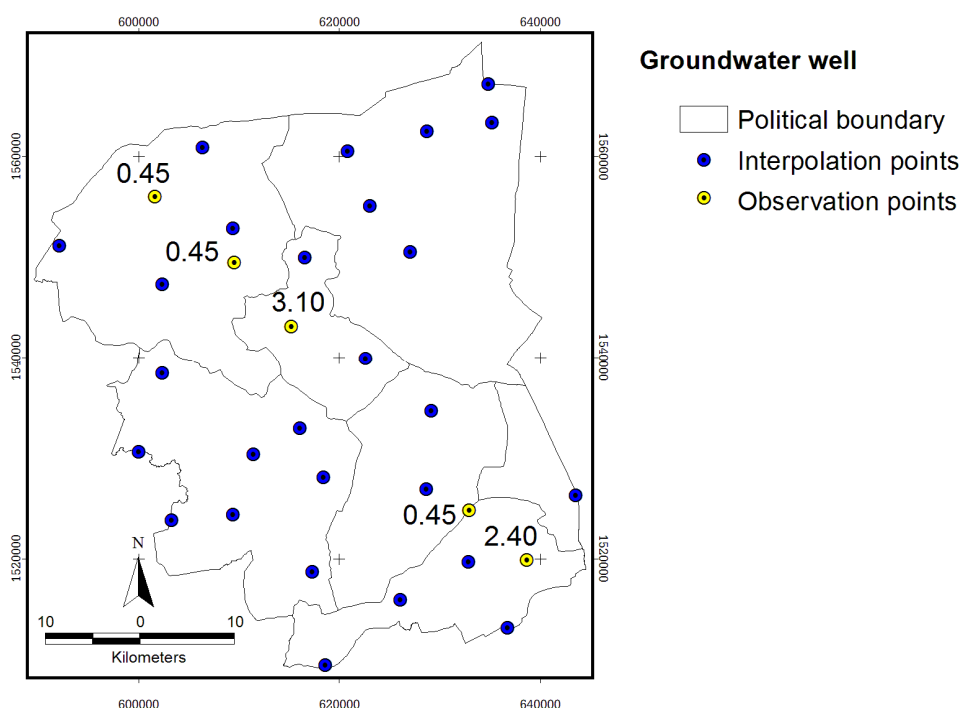 600000 620000 640000
Groundwater well
Political boundary
Interpolation points
Observation points
1560000 1560000
0.45
0.45
3.10
1540000 1540000
0.45
2.40
N
1520000 1520000
10 0 10
Kilometers
600000 620000 640000